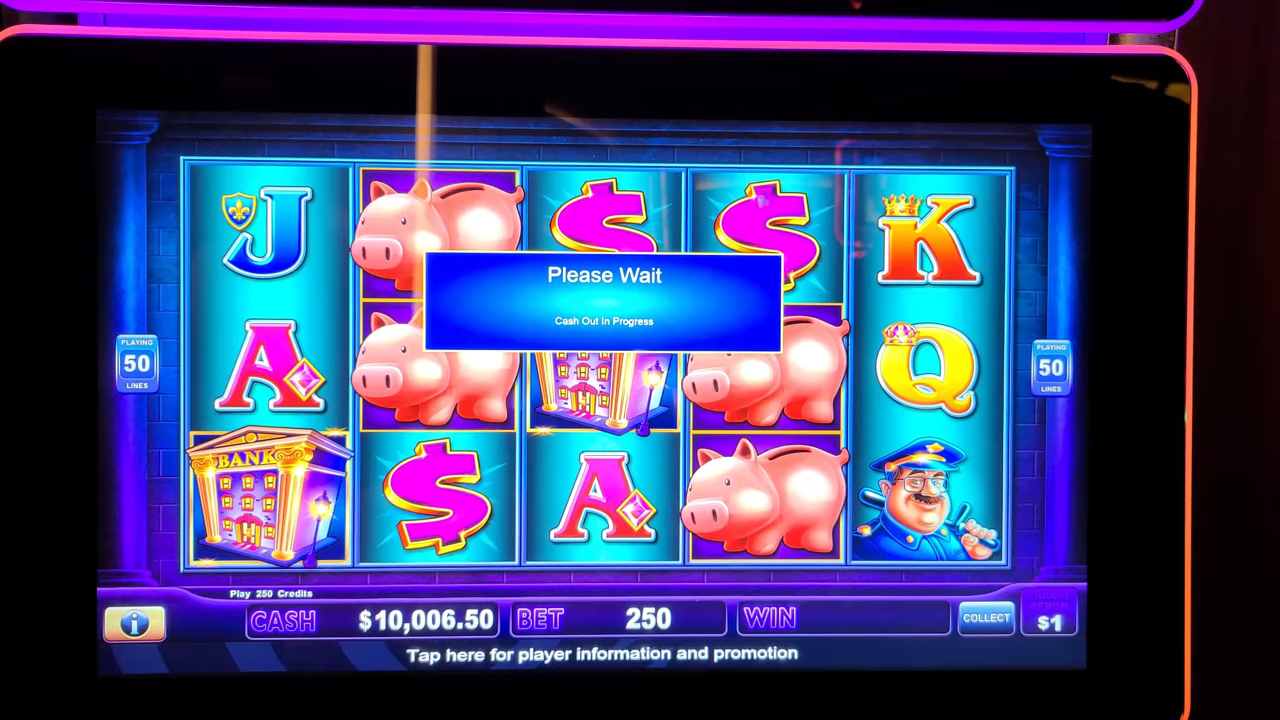 J
K
Please Wait
Cash Out In Progress
PLAYING
50
LINES
A
Q
PLAYING
50
LINES
BANK
A
Play 250 Credits
CASH $10,006.50 BET 250 WIN COLLECT $1
Tap here for player information and promotion